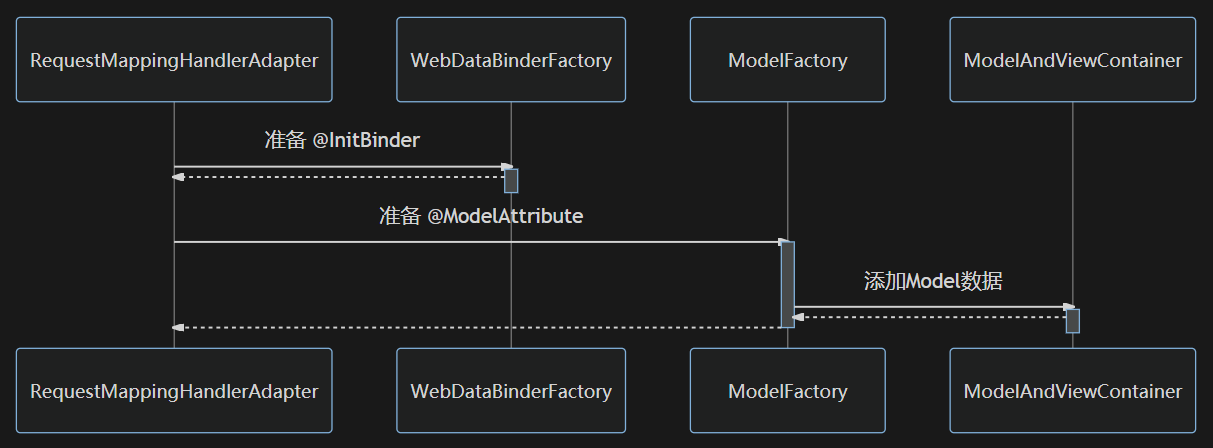 RequestMappingHandlerAdapter
WebDataBinderFactory
ModelFactory
ModelAndViewContainer
准备 @InitBinder
准备 @ModelAttribute
添加Model数据
RequestMappingHandlerAdapter
WebDataBinderFactory
ModelFactory
ModelAndViewContainer